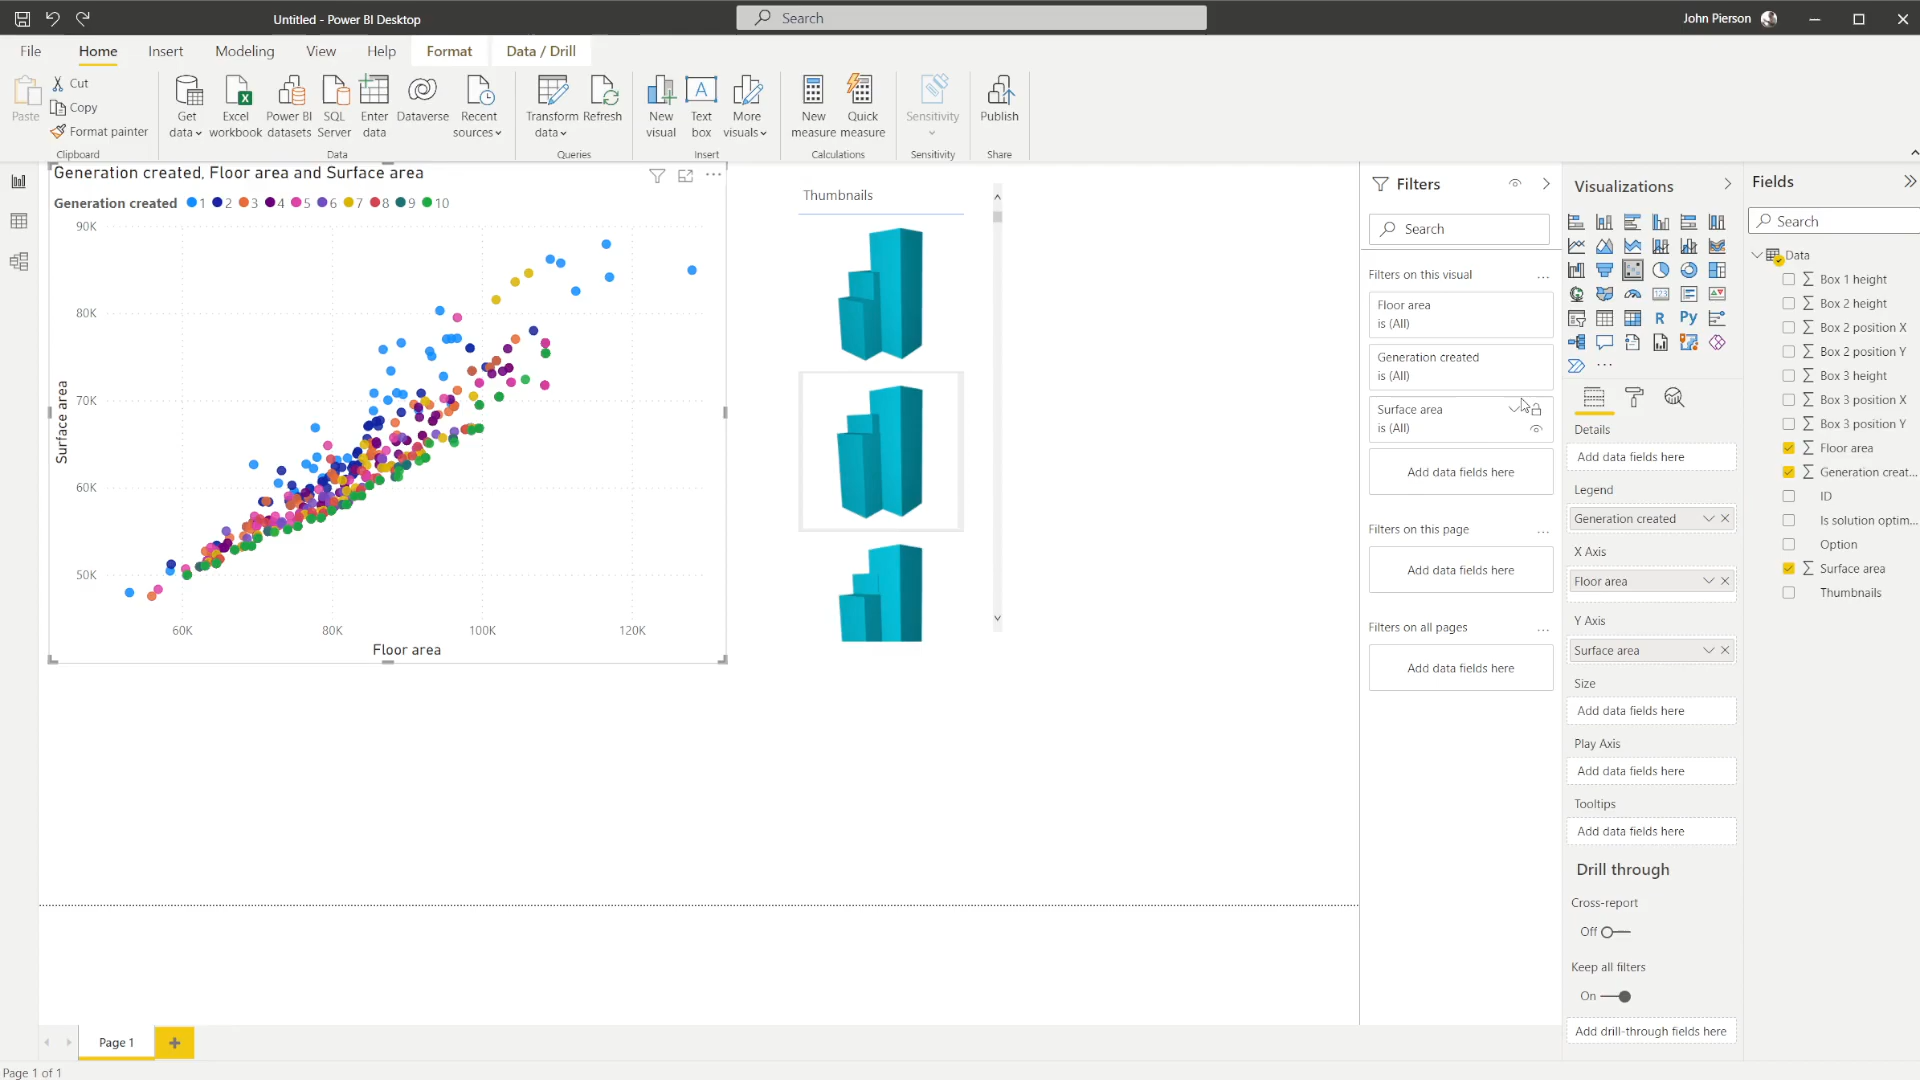 Untitled - Power BI Desktop
Search
John Pierson
File
Home
Insert
Modeling
View
Help
Format
Data / Drill
Paste
Cut
Copy
Format painter
Clipboard
Get data
Excel workbook
Power BI datasets
SQL Server
Enter data
Dataverse
Recent sources
Data
Transform data
Refresh
Queries
New visual
Text box
More visuals
Insert
New measure
Quick measure
Calculations
Sensitivity
Sensitivity
Publish
Share
Generation created, Floor area and Surface area
Generation created 1 2 3 4 5 6 7 8 9 10
90K
80K
70K
60K
50K
Surface area
60K 80K 100K 120K
Floor area
Thumbnails
Filters
Search
Filters on this visual
Floor area
is (All)
Generation created
is (All)
Surface area
is (All)
Add data fields here
Filters on this page
Add data fields here
Filters on all pages
Add data fields here
Visualizations
123
R
Py
Details
Add data fields here
Legend
Generation created
X Axis
Floor area
Y Axis
Surface area
Size
Add data fields here
Play Axis
Add data fields here
Tooltips
Add data fields here
Drill through
Cross-report
Off
Keep all filters
On
Add drill-through fields here
Fields
Search
Data
Box 1 height
Box 2 height
Box 2 position X
Box 2 position Y
Box 3 height
Box 3 position X
Box 3 position Y
Floor area
Generation creat...
ID
Is solution optim...
Option
Surface area
Thumbnails
Page 1
Page 1 of 1